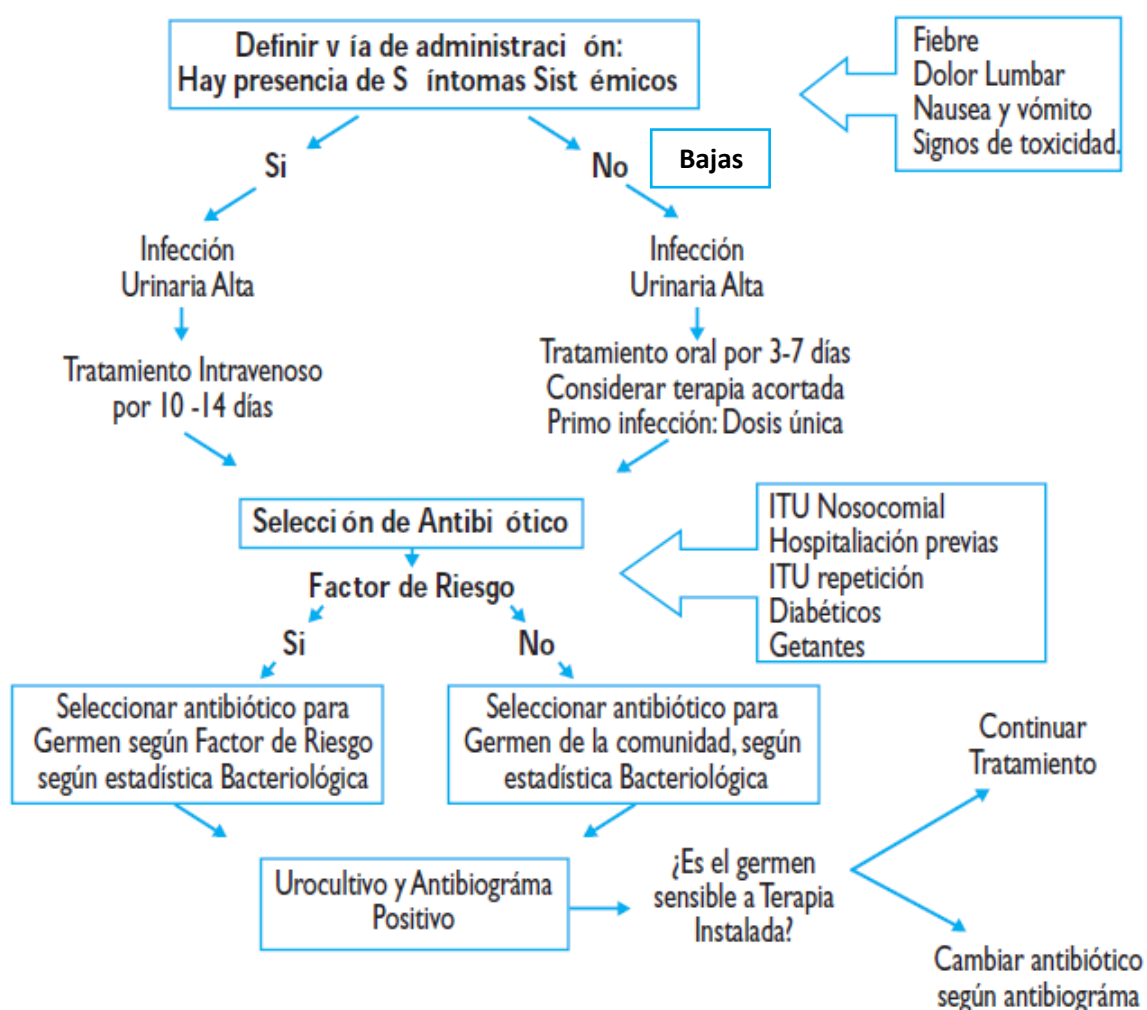 Definir v ía de administraci ón:
Hay presencia de S íntomas Sist émicos
Fiebre
Dolor Lumbar
Nausea y vómito
Signos de toxicidad.
Si
No
Bajas
Infección
Urinaria Alta
Infección
Urinaria Alta
Tratamiento Intravenoso
por 10 -14 días
Tratamiento oral por 3-7 días
Considerar terapia acortada
Primo infección: Dosis única
Selecci ón de Antibi ótico
ITU Nosocomial
Hospitaliación previas
ITU repetición
Diabéticos
Getantes
Factor de Riesgo
Si
No
Seleccionar antibiótico para
Germen según Factor de Riesgo
según estadística Bacteriológica
Seleccionar antibiótico para
Germen de la comunidad, según
estadística Bacteriológica
Continuar
Tratamiento
Urocultivo y Antibiográma
Positivo
¿Es el germen
sensible a Terapia
Instalada?
Cambiar antibiótico
según antibiográma